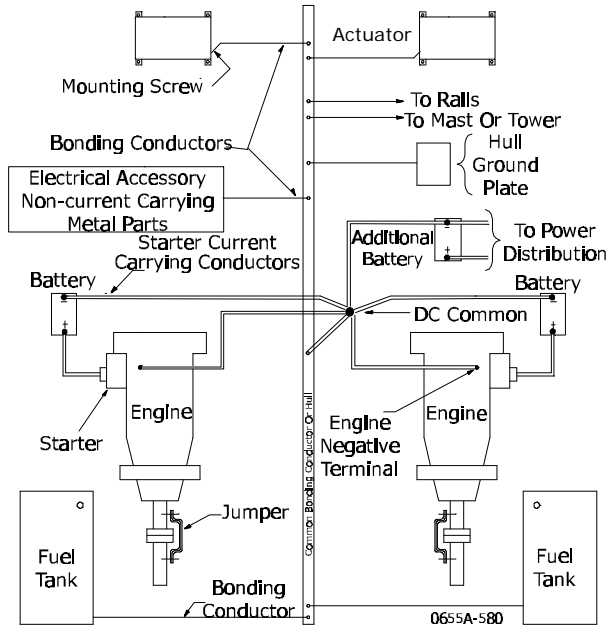 Actuator
Mounting Screw
To Rails
To Mast Or Tower
Bonding Conductors
Hull
Ground
Plate
Electrical Accessory
Non-current Carrying
Metal Parts
To Power
Distribution
Additional
Battery
Starter Current
Carrying Conductors
Battery
Battery
DC Common
Engine
Engine
Starter
Engine
Negative
Terminal
Common Bonding Conductor Or Hull
Jumper
Fuel
Tank
Fuel
Tank
Bonding
Conductor
0655A-580